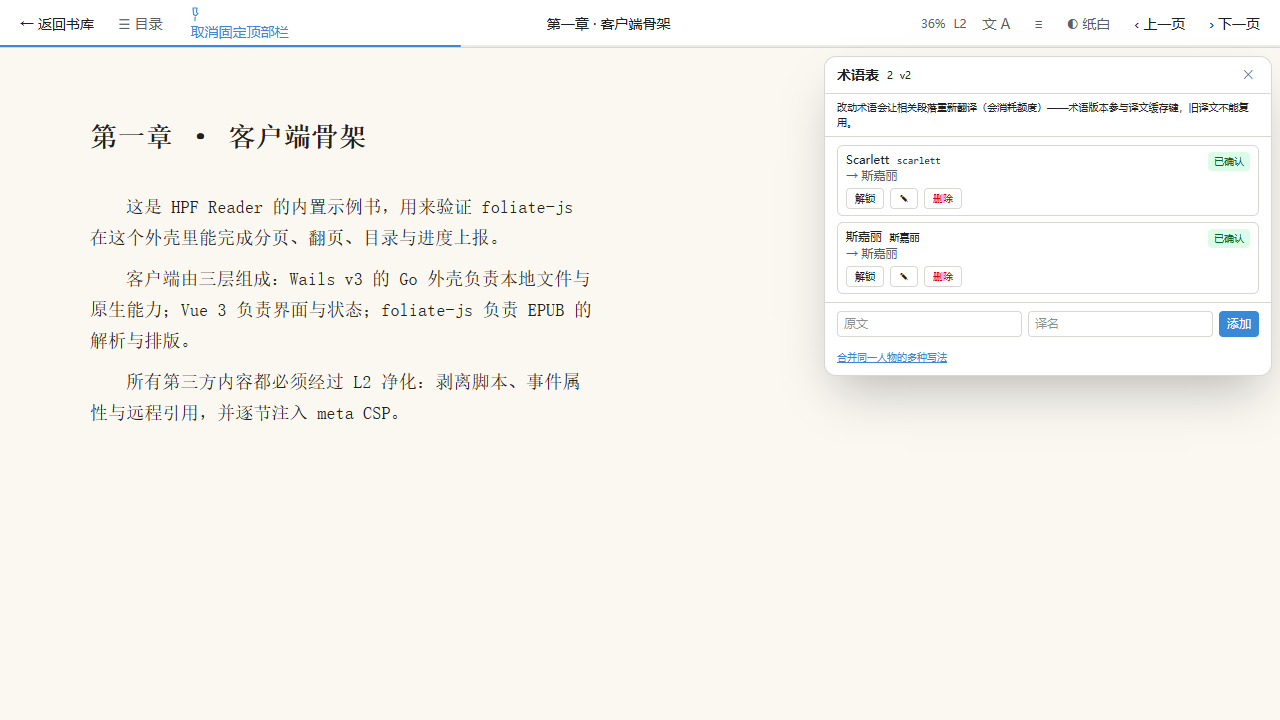 ← 返回书库
☰ 目录
取消固定顶部栏
第一章 · 客户端骨架
36% L2 文 A ≡ ◐ 纸白 ‹ 上一页 › 下一页
术语表 2 v2 ×
改动术语会让相关段落重新翻译（会消耗额度）——术语版本参与译文缓存键，旧译文不能复
用。
Scarlett scarlett 已确认
→ 斯嘉丽
解锁 删除
斯嘉丽 斯嘉丽 已确认
→ 斯嘉丽
解锁 删除
原文 译名 添加
合并同一人物的多种写法
第一章 · 客户端骨架
这是 HPF Reader 的内置示例书，用来验证 foliate-js
在这个外壳里能完成分页、翻页、目录与进度上报。
客户端由三层组成：Wails v3 的 Go 外壳负责本地文件与
原生能力；Vue 3 负责界面与状态；foliate-js 负责 EPUB 的
解析与排版。
所有第三方内容都必须经过 L2 净化：剥离脚本、事件属
性与远程引用，并逐节注入 meta CSP。